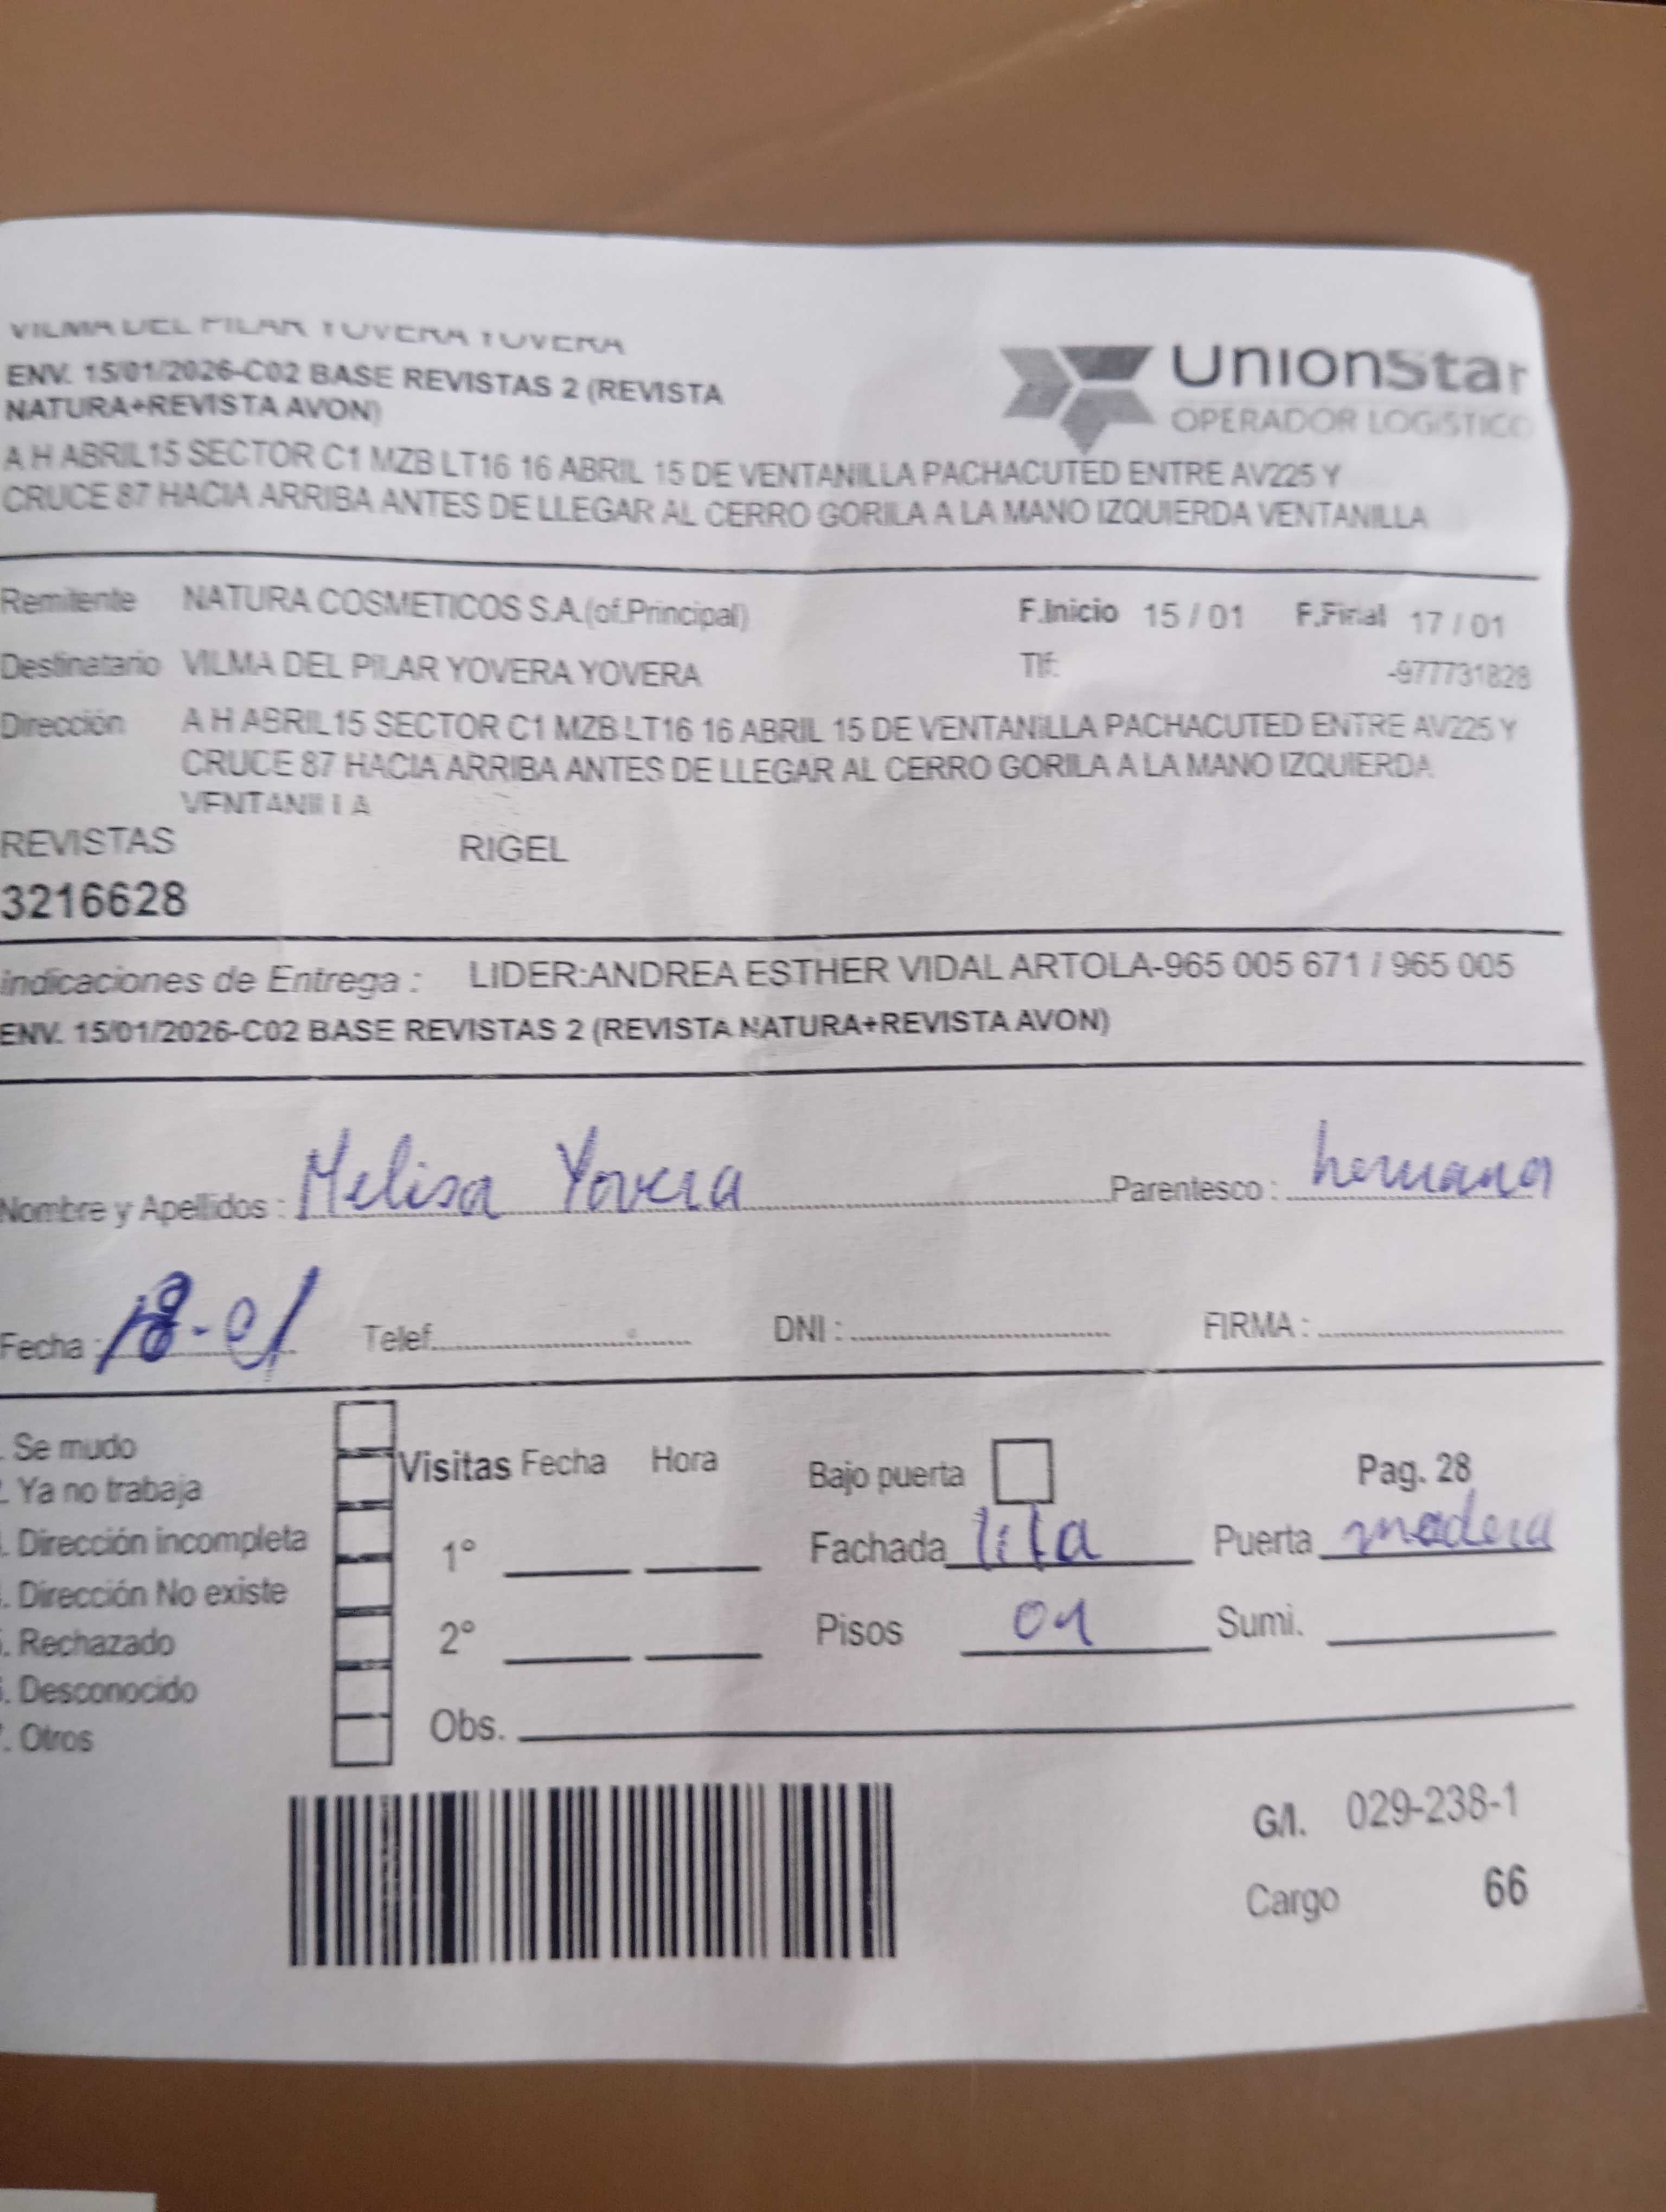 VILMA DEL PILAR YOVERA YOVERA
ENV. 15/01/2026-C02 BASE REVISTAS 2 (REVISTA
NATURA+REVISTA AVON)
UnionStar
OPERADOR LOGISTICO
A H ABRIL15 SECTOR C1 MZB LT16 16 ABRIL 15 DE VENTANILLA PACHACUTED ENTRE AV225 Y
CRUCE 87 HACIA ARRIBA ANTES DE LLEGAR AL CERRO GORILA A LA MANO IZQUIERDA VENTANILLA
Remitente NATURA COSMETICOS S.A.(of.Principal) F.Inicio 15 / 01 F.Final 17 / 01
Destinatario VILMA DEL PILAR YOVERA YOVERA Tlf: -977731828
Dirección A H ABRIL15 SECTOR C1 MZB LT16 16 ABRIL 15 DE VENTANILLA PACHACUTED ENTRE AV225 Y
CRUCE 87 HACIA ARRIBA ANTES DE LLEGAR AL CERRO GORILA A LA MANO IZQUIERDA
VENTANILLA
REVISTAS RIGEL
3216628
indicaciones de Entrega : LIDER:ANDREA ESTHER VIDAL ARTOLA-965 005 671 / 965 005
ENV. 15/01/2026-C02 BASE REVISTAS 2 (REVISTA NATURA+REVISTA AVON)
Nombre y Apellidos : Melisa Yovera Parentesco : hermana
Fecha : 18-01 Telef. DNI : FIRMA :
. Se mudo
. Ya no trabaja
. Dirección incompleta
. Dirección No existe
. Rechazado
. Desconocido
. Otros
Visitas Fecha Hora
1°
2°
Obs.
Bajo puerta Pag. 28
Fachada lila Puerta madera
Pisos 01 Sumi.
G/I. 029-238-1
Cargo 66